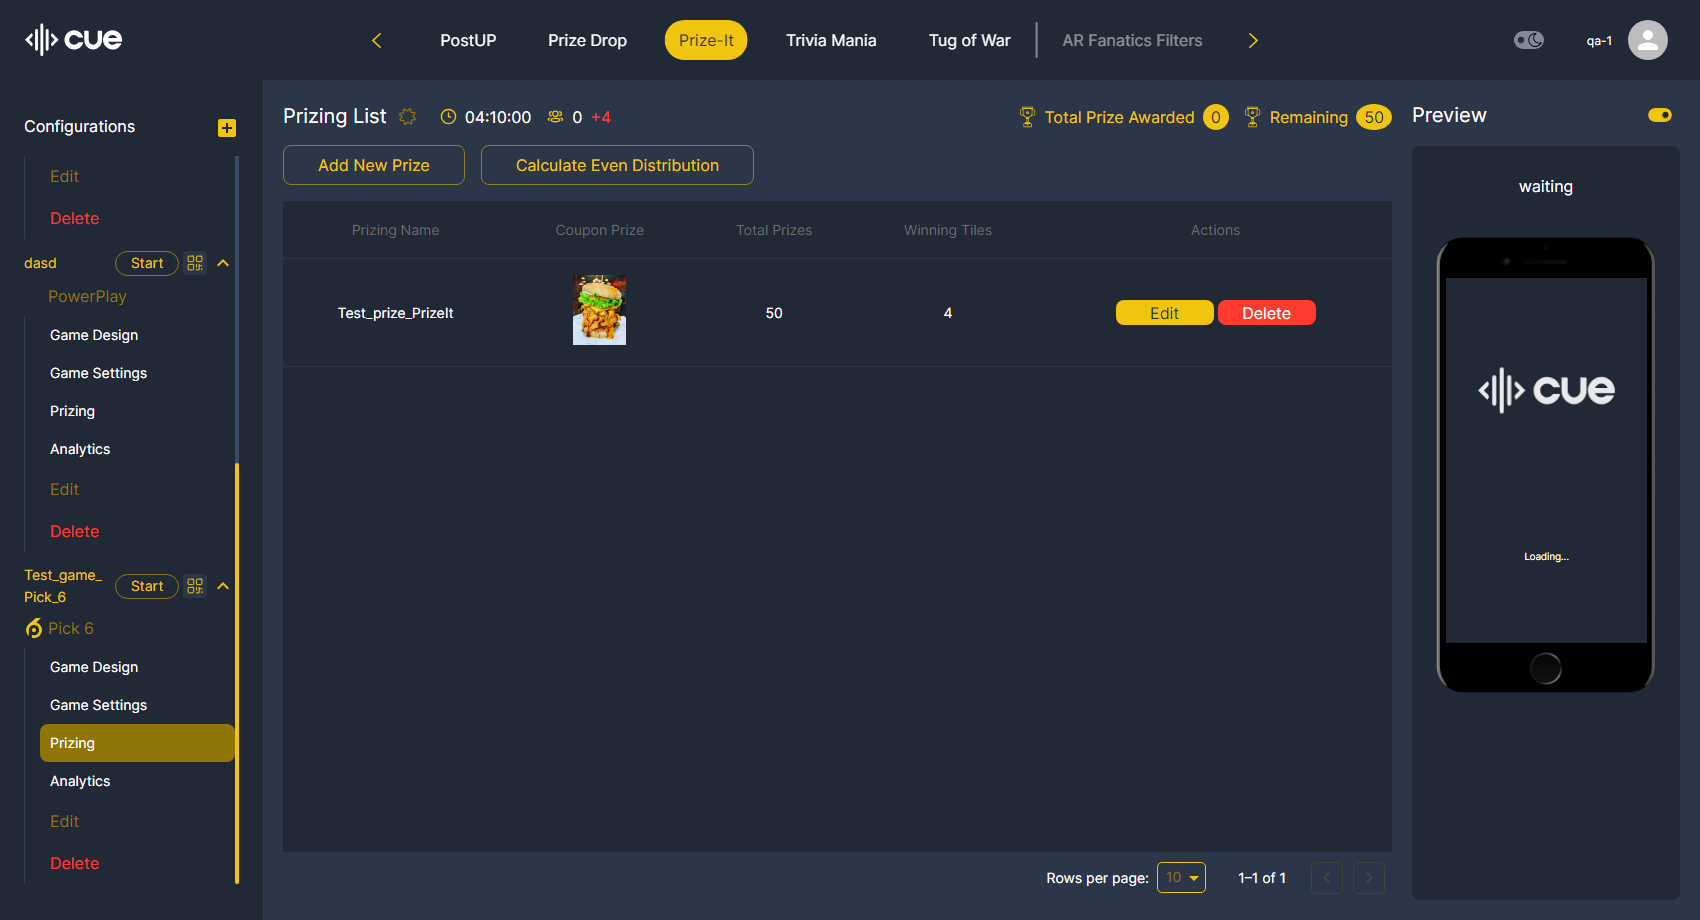 cue
PostUP
Prize Drop
Prize-It
Trivia Mania
Tug of War
AR Fanatics Filters
qa-1
Configurations
Edit
Delete
dasd
Start
PowerPlay
Game Design
Game Settings
Prizing
Analytics
Edit
Delete
Test_game_
Pick_6
Start
Pick 6
Game Design
Game Settings
Prizing
Analytics
Edit
Delete
Prizing List
04:10:00
0 +4
Total Prize Awarded 0
Remaining 50
Add New Prize
Calculate Even Distribution
Prizing Name
Coupon Prize
Total Prizes
Winning Tiles
Actions
Test_prize_PrizeIt
50
4
Edit
Delete
Rows per page: 10
1–1 of 1
Preview
waiting
cue
Loading...